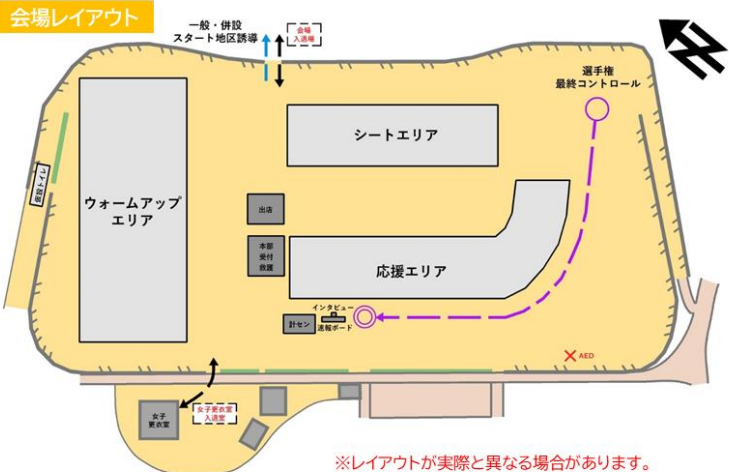 会場レイアウト
一般・併設
スタート地区誘導
会場
入退場
選手権
最終コントロール
シートエリア
ウォームアップ
エリア
出店
本部
受付
救護
応援エリア
インタビュー
計セン
速報ボード
AED
女子
更衣室
女子更衣室
入退室
※レイアウトが実際と異なる場合があります。